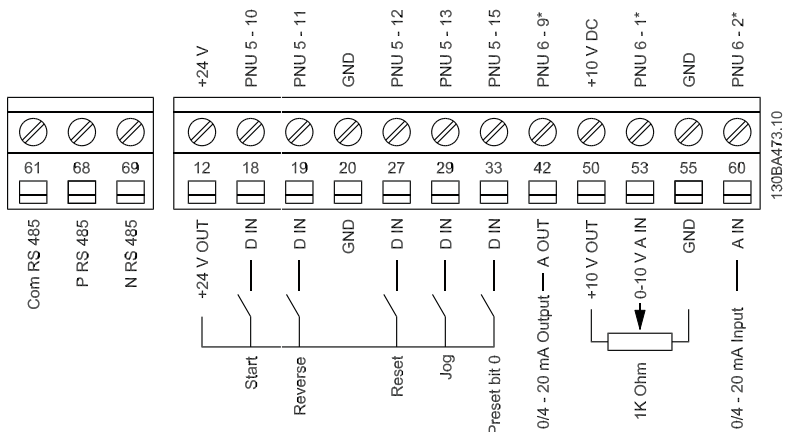 +24 V
PNU 5 - 10
PNU 5 - 11
GND
PNU 5 - 12
PNU 5 - 13
PNU 5 - 15
PNU 6 - 9*
+10 V DC
PNU 6 - 1*
GND
PNU 6 - 2*
61 68 69
12 18 19 20 27 29 33 42 50 53 55 60
130BA473.10
Com RS 485
P RS 485
N RS 485
+24 V OUT
D IN
D IN
GND
D IN
D IN
D IN
A OUT
+10 V OUT
0-10 V A IN
GND
A IN
Start
Reverse
Reset
Jog
Preset bit 0
0/4 - 20 mA Output
1K Ohm
0/4 - 20 mA Input